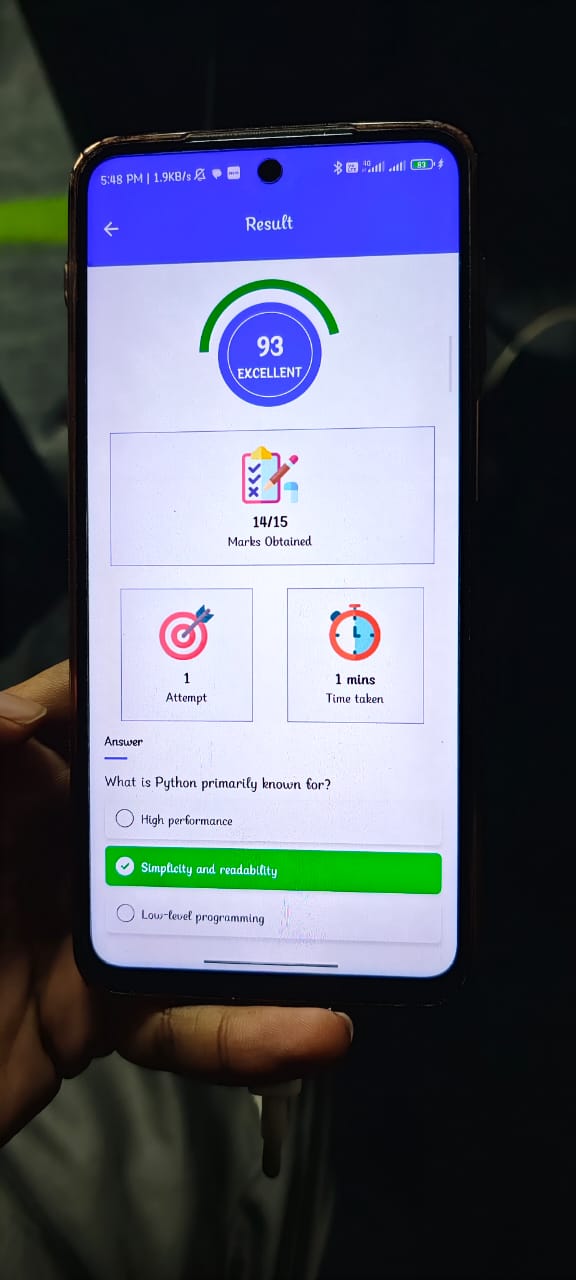 5:48 PM | 1.9KB/s
4G
83
Result
93
EXCELLENT
14/15
Marks Obtained
1
Attempt
1 mins
Time taken
Answer
What is Python primarily known for?
High performance
Simplicity and readability
Low-level programming